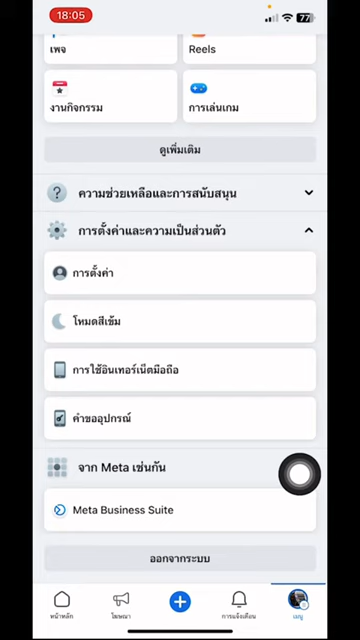 18:05
77
เพจ
Reels
งานกิจกรรม
การเล่นเกม
ดูเพิ่มเติม
ความช่วยเหลือและการสนับสนุน
การตั้งค่าและความเป็นส่วนตัว
การตั้งค่า
โหมดสีเข้ม
การใช้อินเทอร์เน็ตมือถือ
คำขออุปกรณ์
จาก Meta เช่นกัน
Meta Business Suite
ออกจากระบบ
หน้าหลัก
โฆษณา
การแจ้งเตือน
เมนู